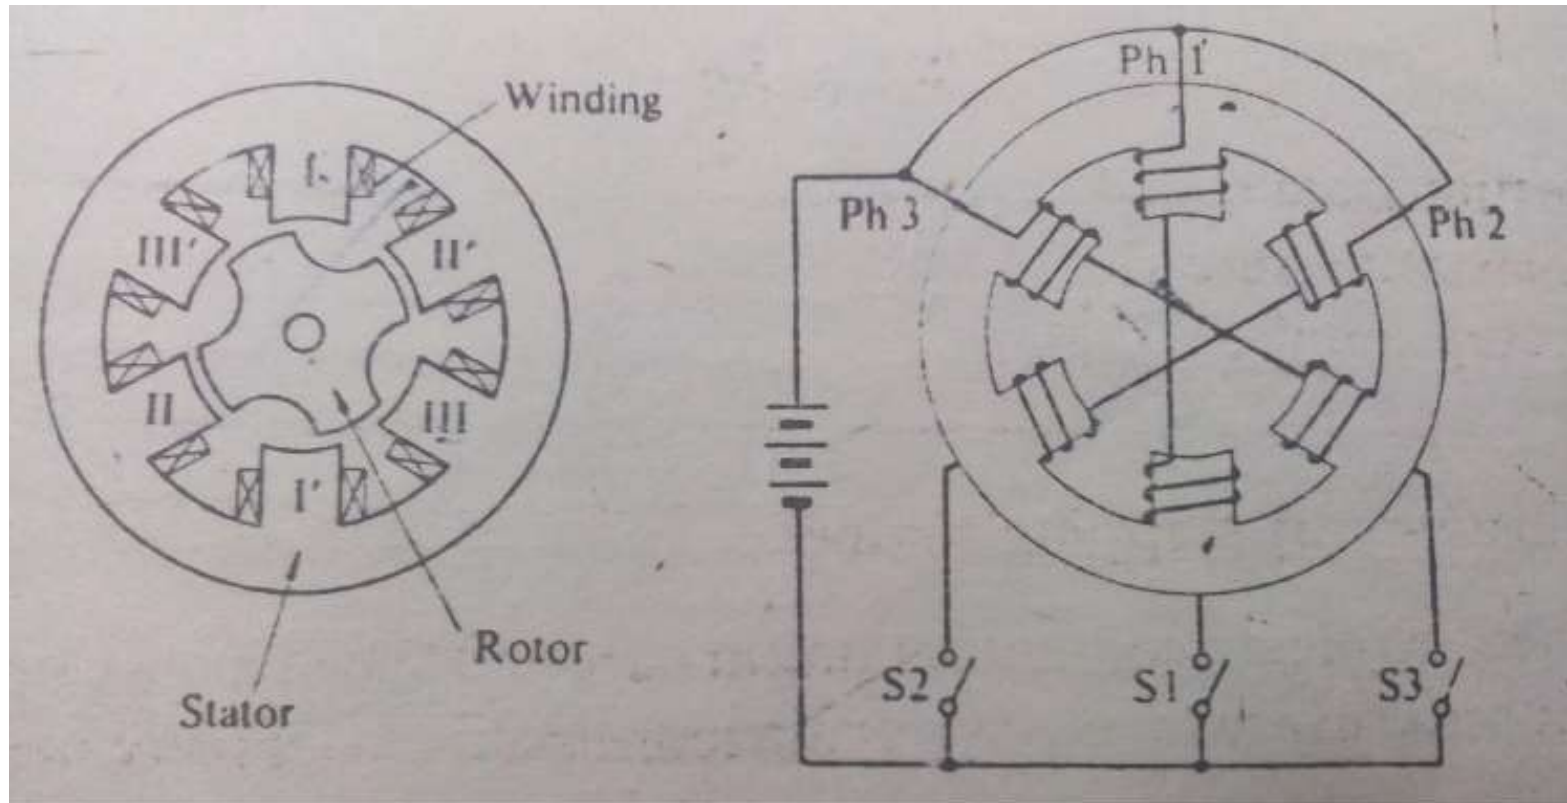 Winding
I
III'
II'
II
III
I'
Rotor
Stator
Ph 1'
Ph 3
Ph 2
S2
S1
S3